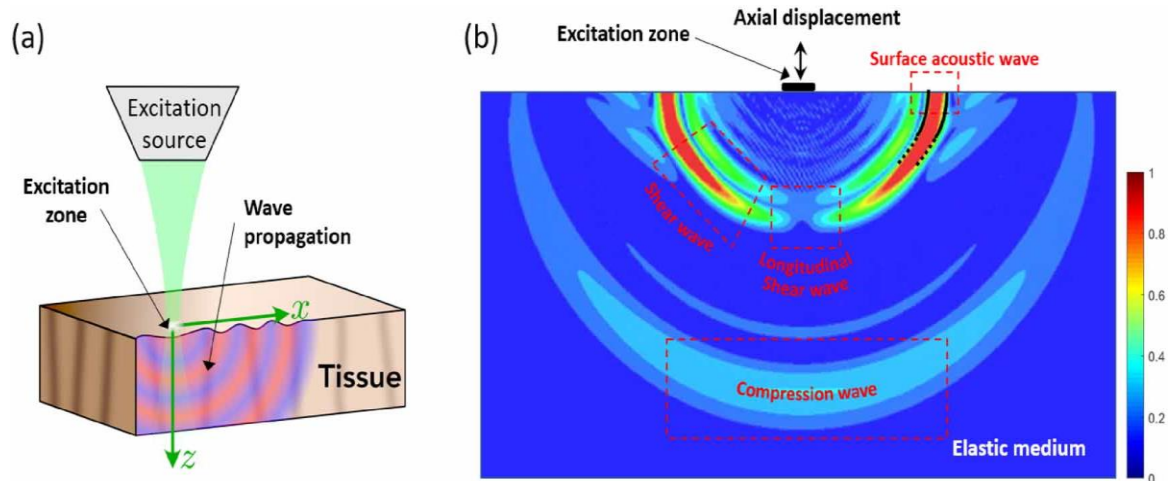 (a)
Excitation
source
Excitation
zone
Wave
propagation
x
Tissue
z
(b)
Axial displacement
Excitation zone
Surface acoustic wave
Shear wave
Longitudinal
Shear wave
Compression wave
Elastic medium
1
0.8
0.6
0.4
0.2
0